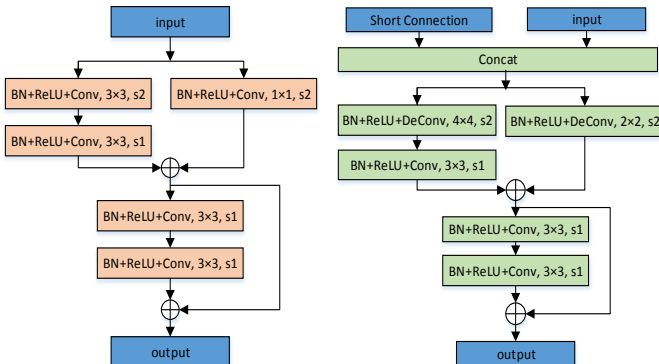 input
BN+ReLU+Conv, 3×3, s2
BN+ReLU+Conv, 1×1, s2
BN+ReLU+Conv, 3×3, s1
BN+ReLU+Conv, 3×3, s1
BN+ReLU+Conv, 3×3, s1
output
Short Connection
input
Concat
BN+ReLU+DeConv, 4×4, s2
BN+ReLU+DeConv, 2×2, s2
BN+ReLU+Conv, 3×3, s1
BN+ReLU+Conv, 3×3, s1
BN+ReLU+Conv, 3×3, s1
output